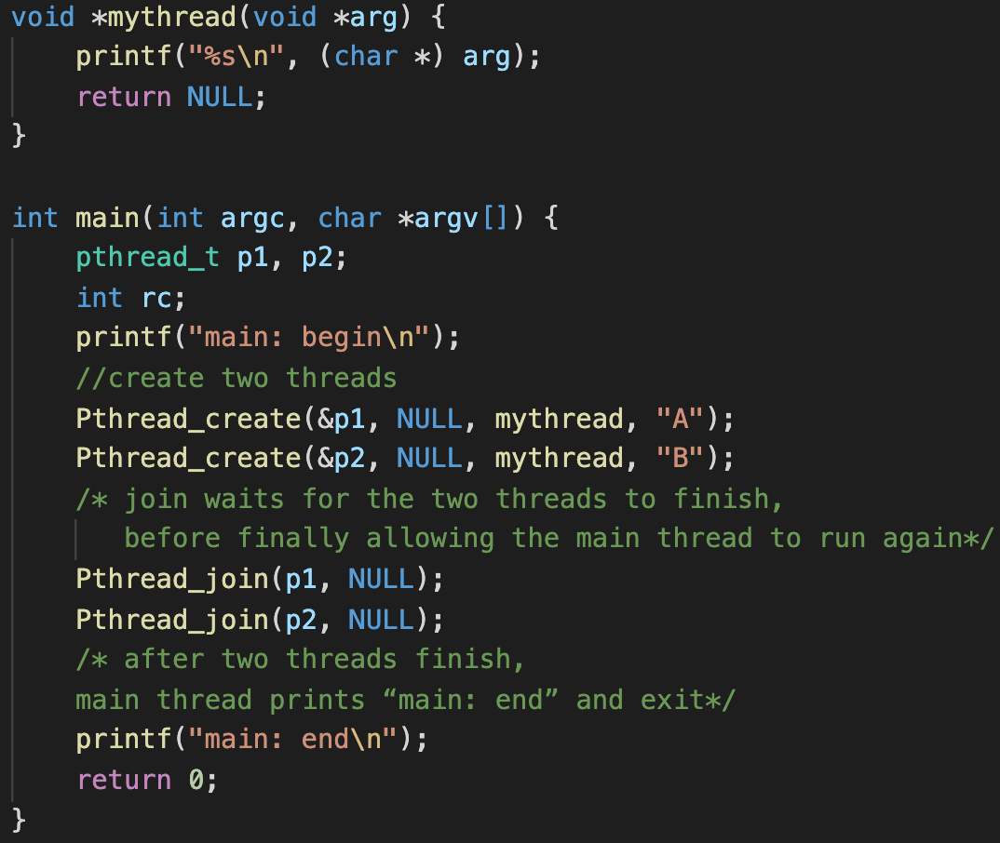 void *mythread(void *arg) {
    printf("%s\n", (char *) arg);
    return NULL;
}

int main(int argc, char *argv[]) {
    pthread_t p1, p2;
    int rc;
    printf("main: begin\n");
    //create two threads
    Pthread_create(&p1, NULL, mythread, "A");
    Pthread_create(&p2, NULL, mythread, "B");
    /* join waits for the two threads to finish,
       before finally allowing the main thread to run again*/
    Pthread_join(p1, NULL);
    Pthread_join(p2, NULL);
    /* after two threads finish,
    main thread prints “main: end” and exit*/
    printf("main: end\n");
    return 0;
}